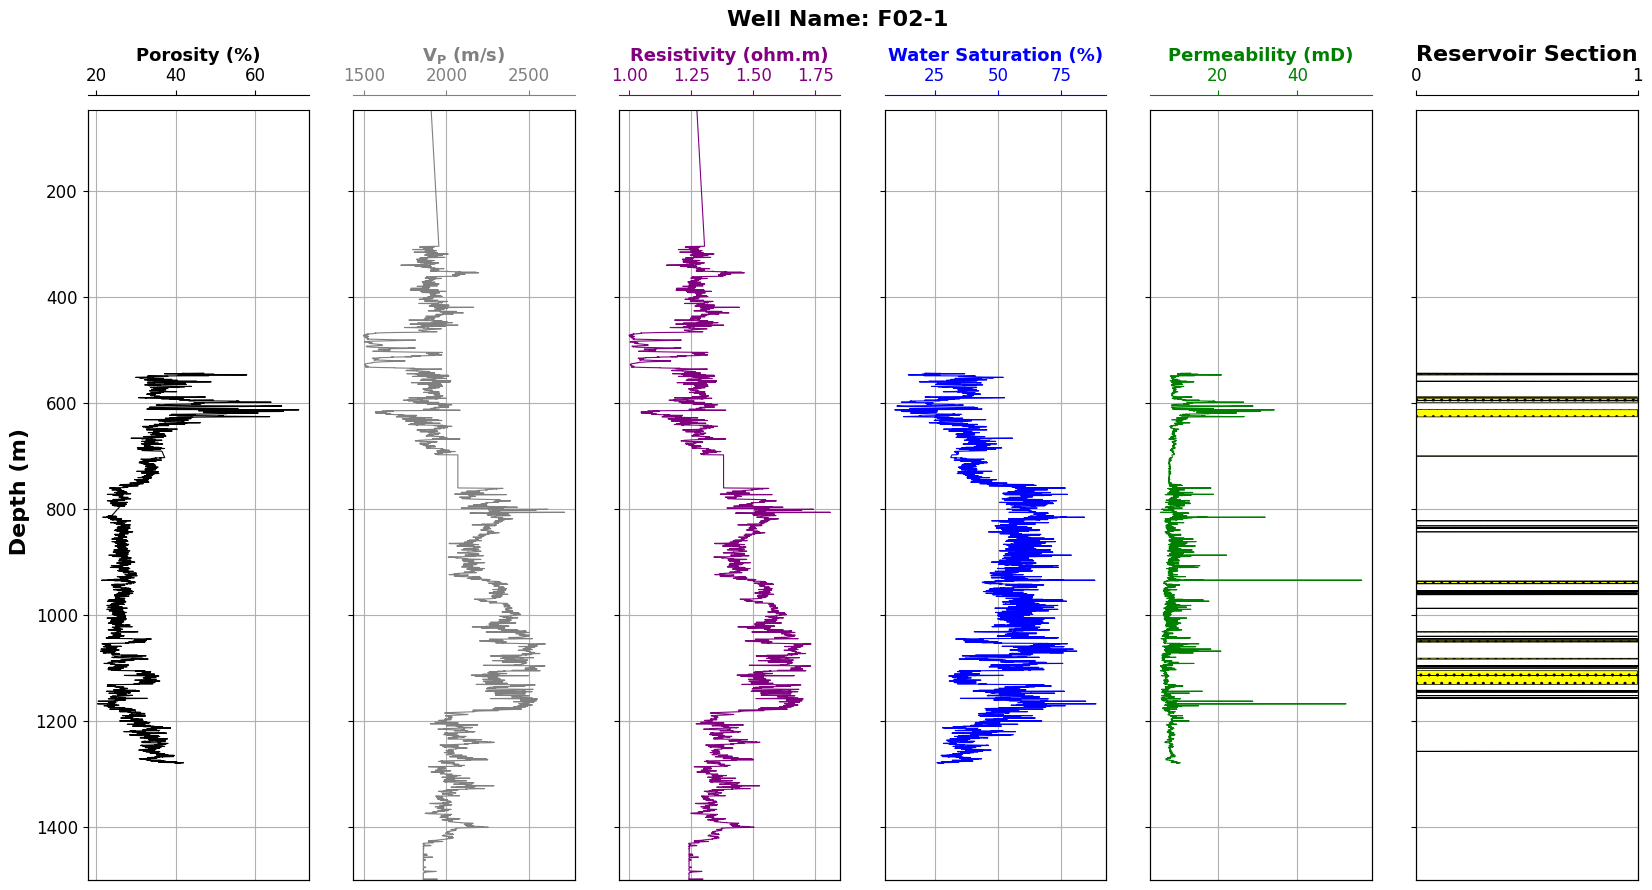 Well Name: F02-1
Porosity (%)
20 40 60
V_P (m/s)
1500 2000 2500
Resistivity (ohm.m)
1.00 1.25 1.50 1.75
Water Saturation (%)
25 50 75
Permeability (mD)
20 40
Reservoir Section
0 1
Depth (m)
200
400
600
800
1000
1200
1400